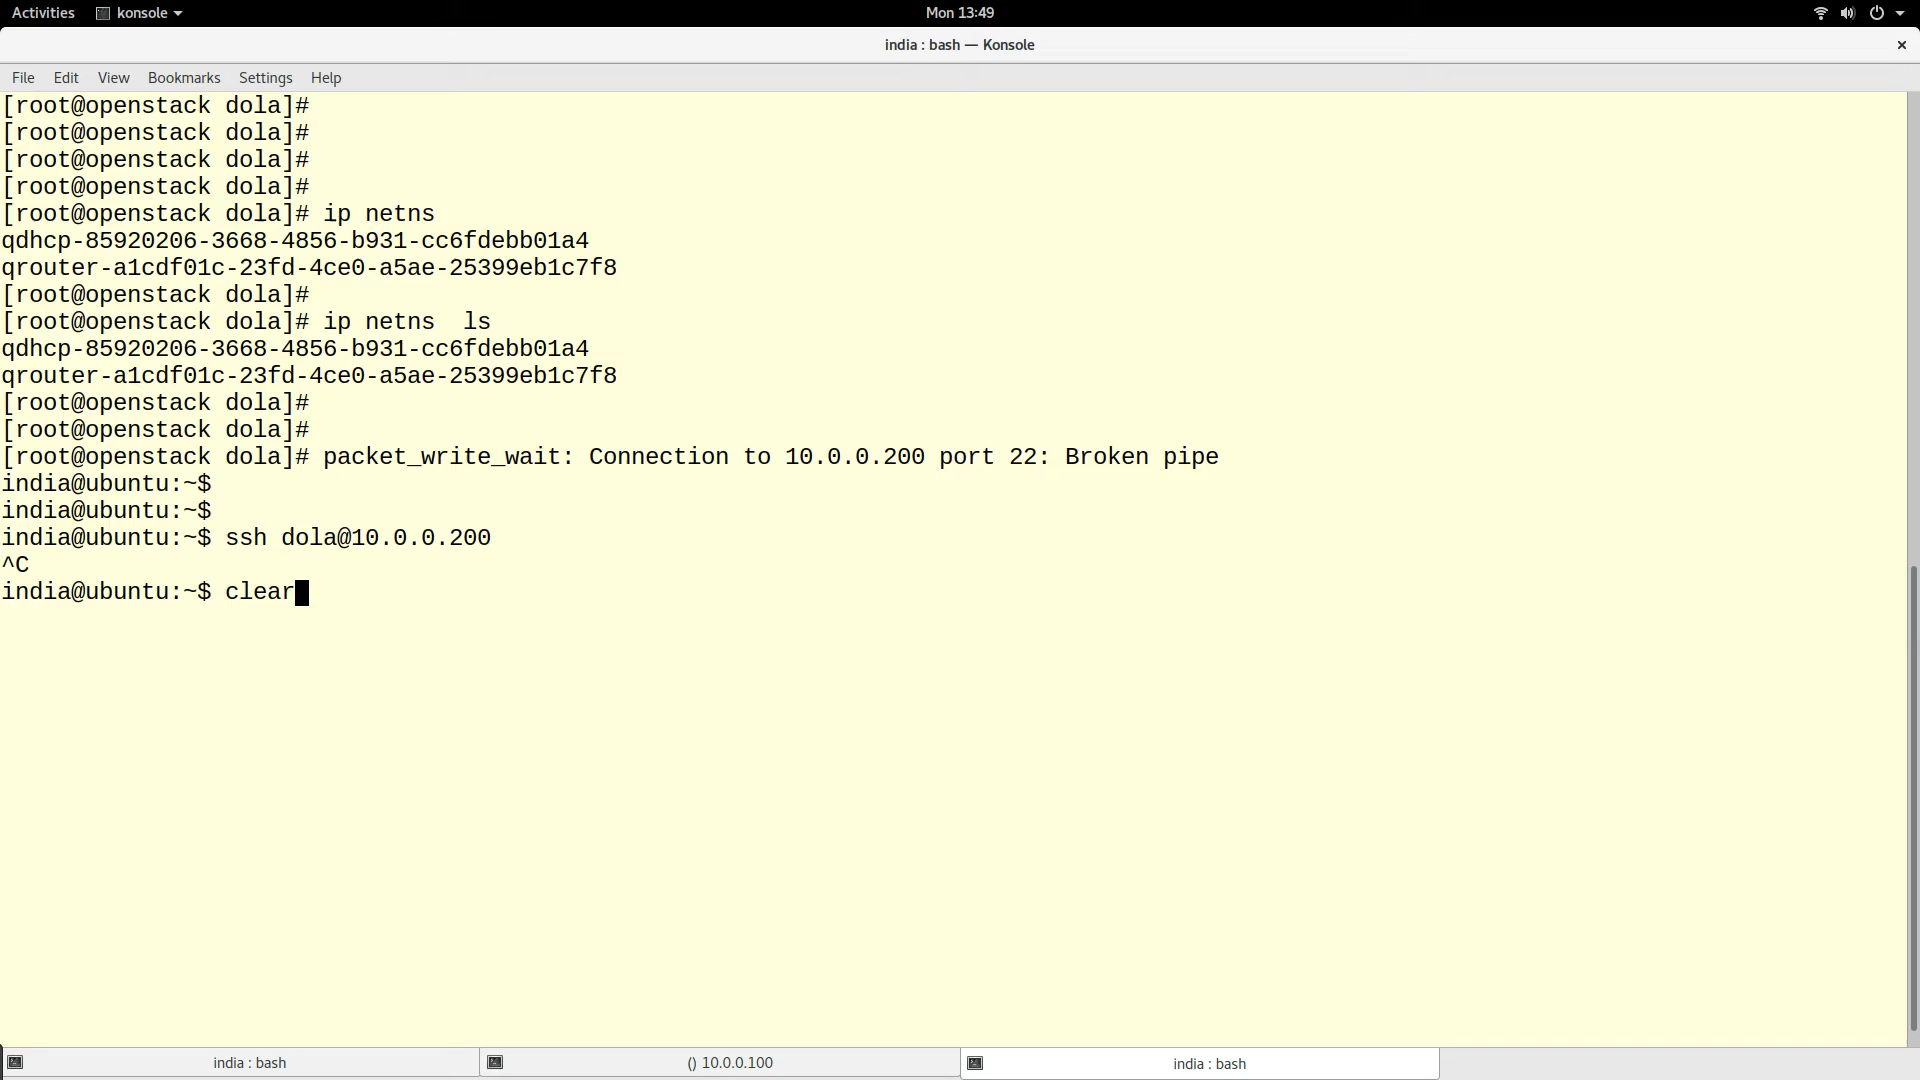 Activities konsole Mon 13:49
india : bash — Konsole
File Edit View Bookmarks Settings Help
[root@openstack dola]#
[root@openstack dola]#
[root@openstack dola]#
[root@openstack dola]#
[root@openstack dola]# ip netns
qdhcp-85920206-3668-4856-b931-cc6fdebb01a4
qrouter-a1cdf01c-23fd-4ce0-a5ae-25399eb1c7f8
[root@openstack dola]#
[root@openstack dola]# ip netns  ls
qdhcp-85920206-3668-4856-b931-cc6fdebb01a4
qrouter-a1cdf01c-23fd-4ce0-a5ae-25399eb1c7f8
[root@openstack dola]#
[root@openstack dola]#
[root@openstack dola]# packet_write_wait: Connection to 10.0.0.200 port 22: Broken pipe
india@ubuntu:~$
india@ubuntu:~$
india@ubuntu:~$ ssh dola@10.0.0.200
^C
india@ubuntu:~$ clear
india : bash () 10.0.0.100 india : bash